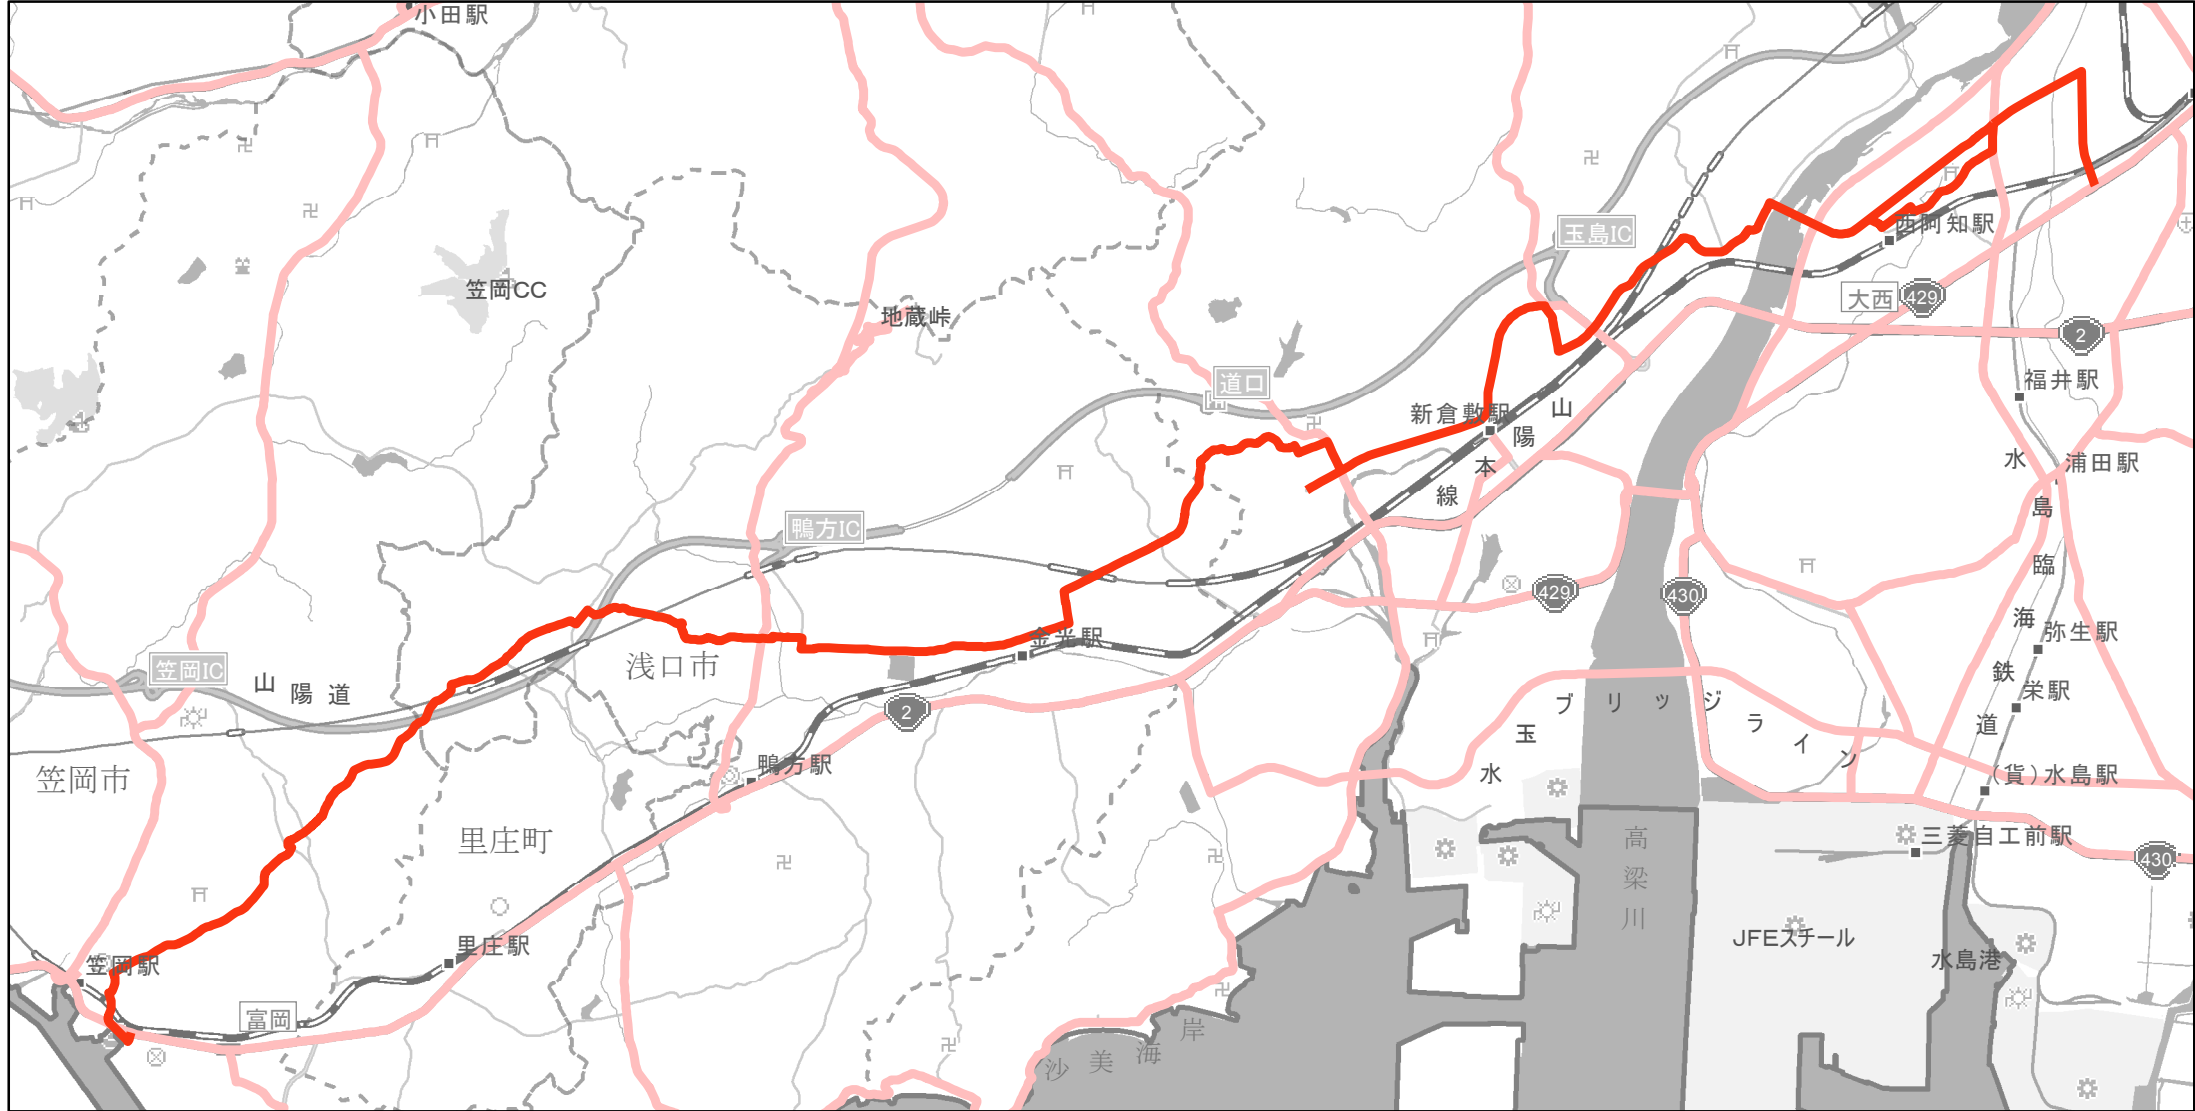 小田駅
玉島IC
西阿知駅
笠岡CC
大西
429
地蔵峠
2
道口
福井駅
新倉敷駅
山陽本線
浦田駅
鴨方IC
水島臨海鉄道
429
430
金光駅
弥生駅
笠岡IC
浅口市
山陽道
栄駅
2
水玉ブリッジライン
笠岡市
鴨方駅
(貨)水島駅
里庄町
高梁川
三菱自工前駅
430
里庄駅
JFEスチール
笠岡駅
水島港
富岡
沙美海岸